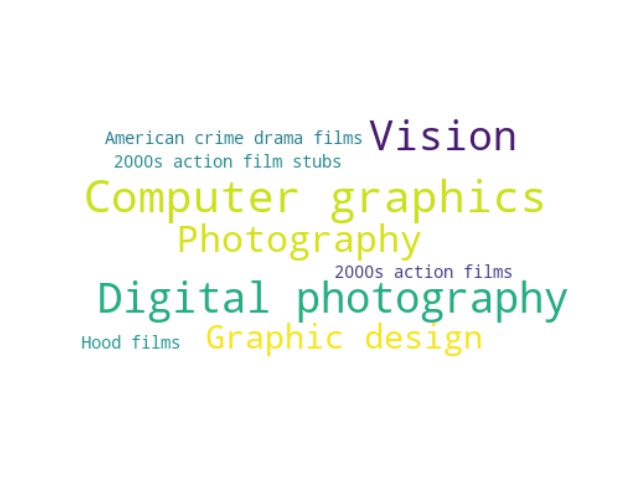 American crime drama films
Vision
2000s action film stubs
Computer graphics
Photography
2000s action films
Digital photography
Graphic design
Hood films